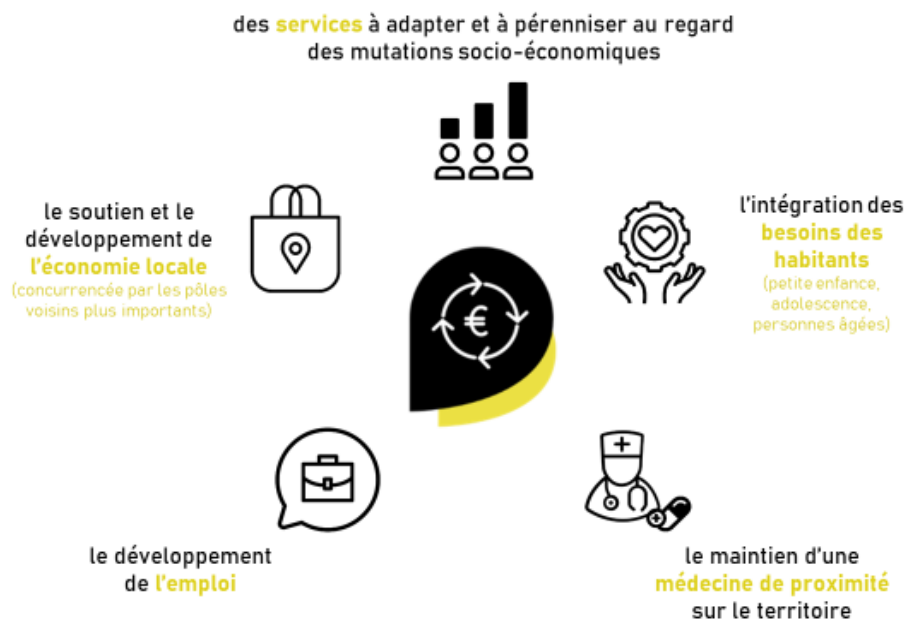 des services à adapter et à pérenniser au regard
des mutations socio-économiques
le soutien et le
développement de
l'économie locale
(concurrencée par les pôles
voisins plus importants)
l'intégration des
besoins des
habitants
(petite enfance,
adolescence,
personnes âgées)
€
le développement
de l'emploi
le maintien d'une
médecine de proximité
sur le territoire